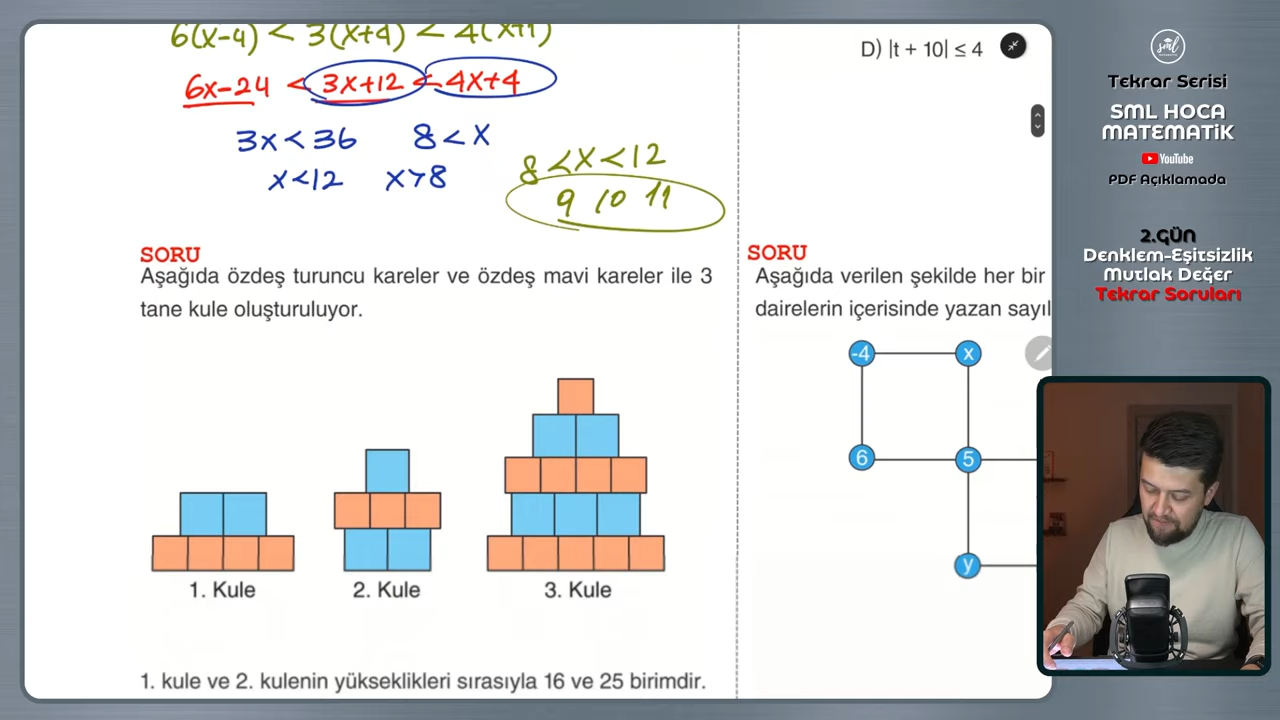 6(x-4) < 3(x+4) < 4(x+1)
6x-24 < 3x+12 < 4x+4
3x<36 8<x
x<12 x>8
8<x<12
9 10 11
SORU
Aşağıda özdeş turuncu kareler ve özdeş mavi kareler ile 3
tane kule oluşturuluyor.
1. Kule 2. Kule 3. Kule
1. kule ve 2. kulenin yükseklikleri sırasıyla 16 ve 25 birimdir.
D) |t + 10| ≤ 4
SORU
Aşağıda verilen şekilde her bir
dairelerin içerisinde yazan sayıl
-4 x
6 5
y
sml
Tekrar Serisi
SML HOCA
MATEMATİK
YouTube
PDF Açıklamada
2.GÜN
Denklem-Eşitsizlik
Mutlak Değer
Tekrar Soruları